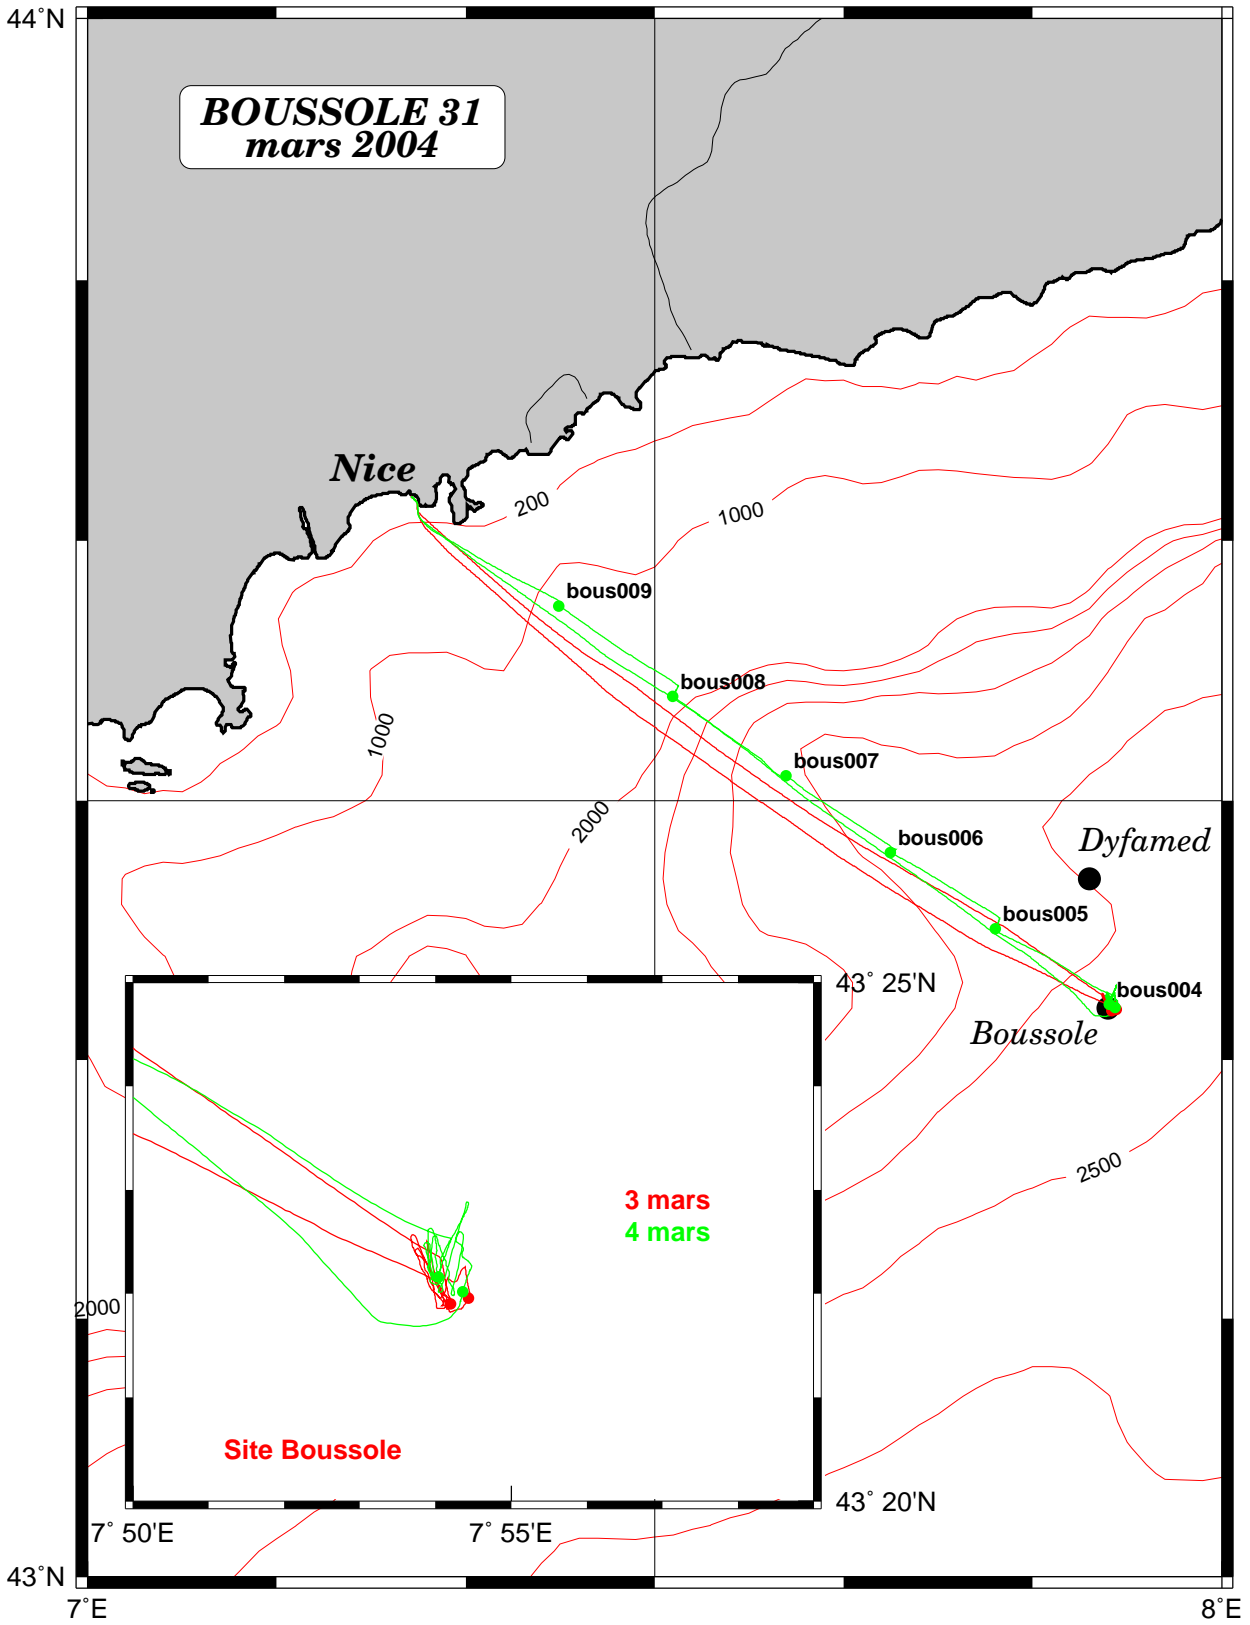 44°N
BOUSSOLE 31
mars 2004
Nice
200
1000
bous009
bous008
1000
bous007
2000
bous006
Dyfamed
bous005
43° 25'N
bous004
Boussole
2500
3 mars
4 mars
2000
Site Boussole
43° 20'N
7° 50'E
7° 55'E
43°N
7°E
8°E